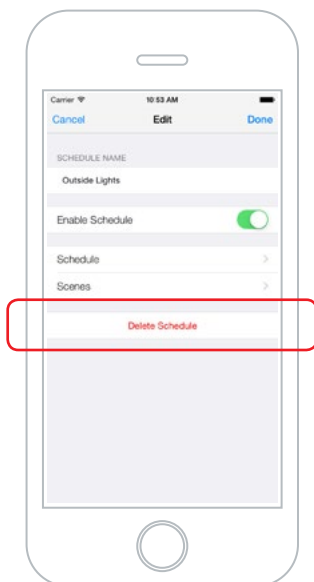 Carrier 10:53 AM
Cancel Edit Done
SCHEDULE NAME
Outside Lights
Enable Schedule
Schedule
Scenes
Delete Schedule